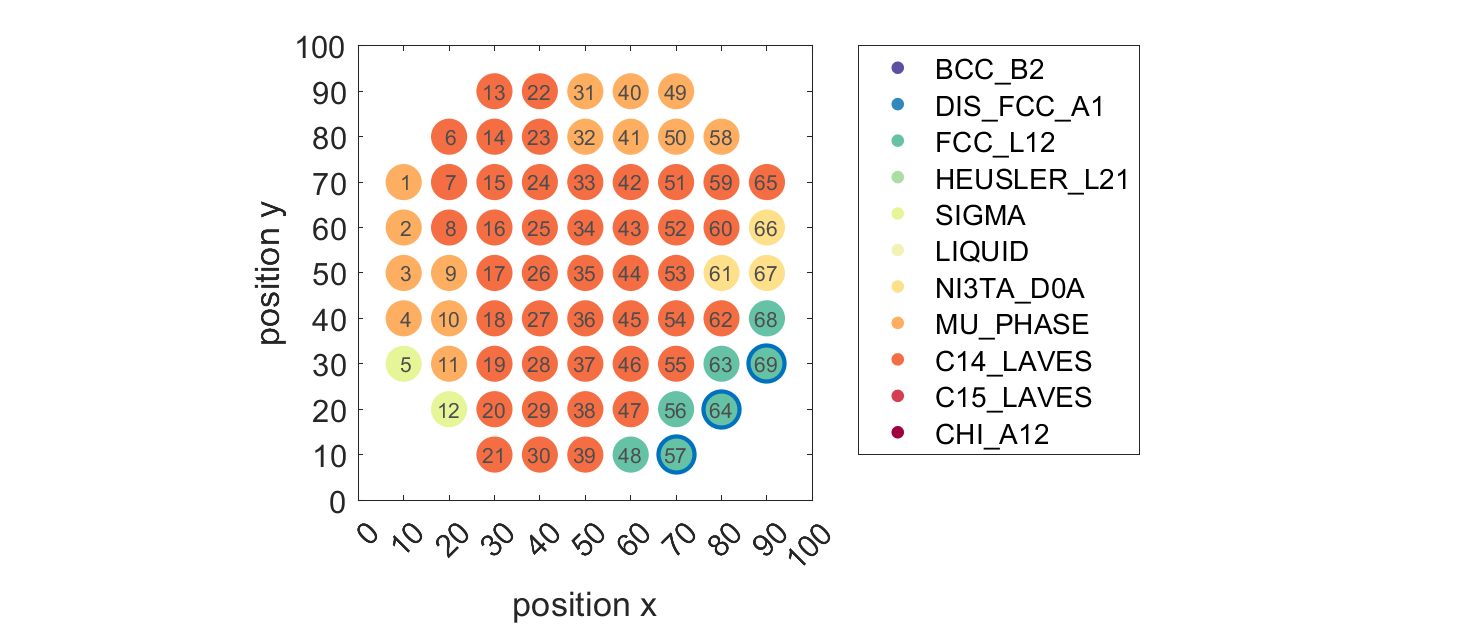 100
90
80
70
60
50
40
30
20
10
0
position y
13 22 31 40 49
6 14 23 32 41 50 58
1 7 15 24 33 42 51 59 65
2 8 16 25 34 43 52 60 66
3 9 17 26 35 44 53 61 67
4 10 18 27 36 45 54 62 68
5 11 19 28 37 46 55 63 69
12 20 29 38 47 56 64
21 30 39 48 57
0 10 20 30 40 50 60 70 80 90 100
position x
BCC_B2
DIS_FCC_A1
FCC_L12
HEUSLER_L21
SIGMA
LIQUID
NI3TA_D0A
MU_PHASE
C14_LAVES
C15_LAVES
CHI_A12